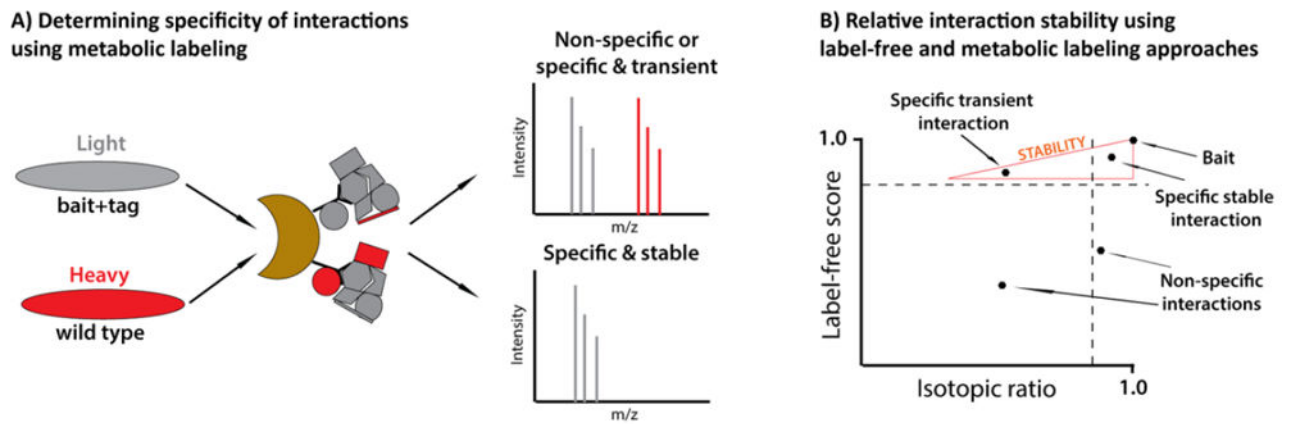 A) Determining specificity of interactions
using metabolic labeling
Light
bait+tag
Heavy
wild type
Non-specific or
specific & transient
Intensity
m/z
Specific & stable
Intensity
m/z
B) Relative interaction stability using
label-free and metabolic labeling approaches
Specific transient
interaction
1.0
STABILITY
Bait
Specific stable
interaction
Label-free score
Non-specific
interactions
Isotopic ratio
1.0